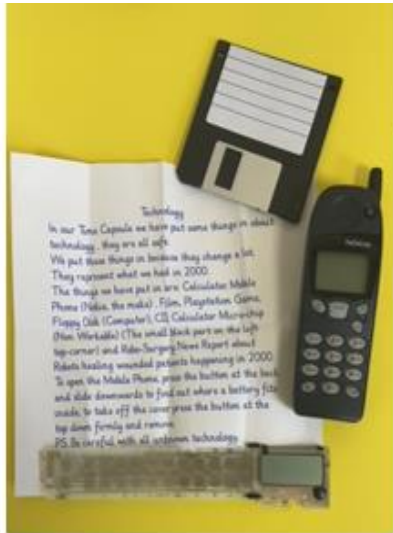 Technology
In our Time Capsule we have put some things in about
technology, they are all safe.
We put these things in because they change a lot.
They represent what we had in 2000.
The things we have put in are: Calculator Mobile
Phone (Nokia, the make), Film, Playstation Game,
Floppy Disk (Computer), CD, Calculator Micro-chip
(Non Workable) (The small black part on the left
top-corner) and Robo-Surgery News Report about
Robots healing wounded patients happening in 2000.
To open the Mobile Phone, press the button at the back
and slide downwards to find out where a battery fits
inside, to take off the cover press the button at the
top down firmly and remove.
PS. Be careful with all unknown technology
NOKIA